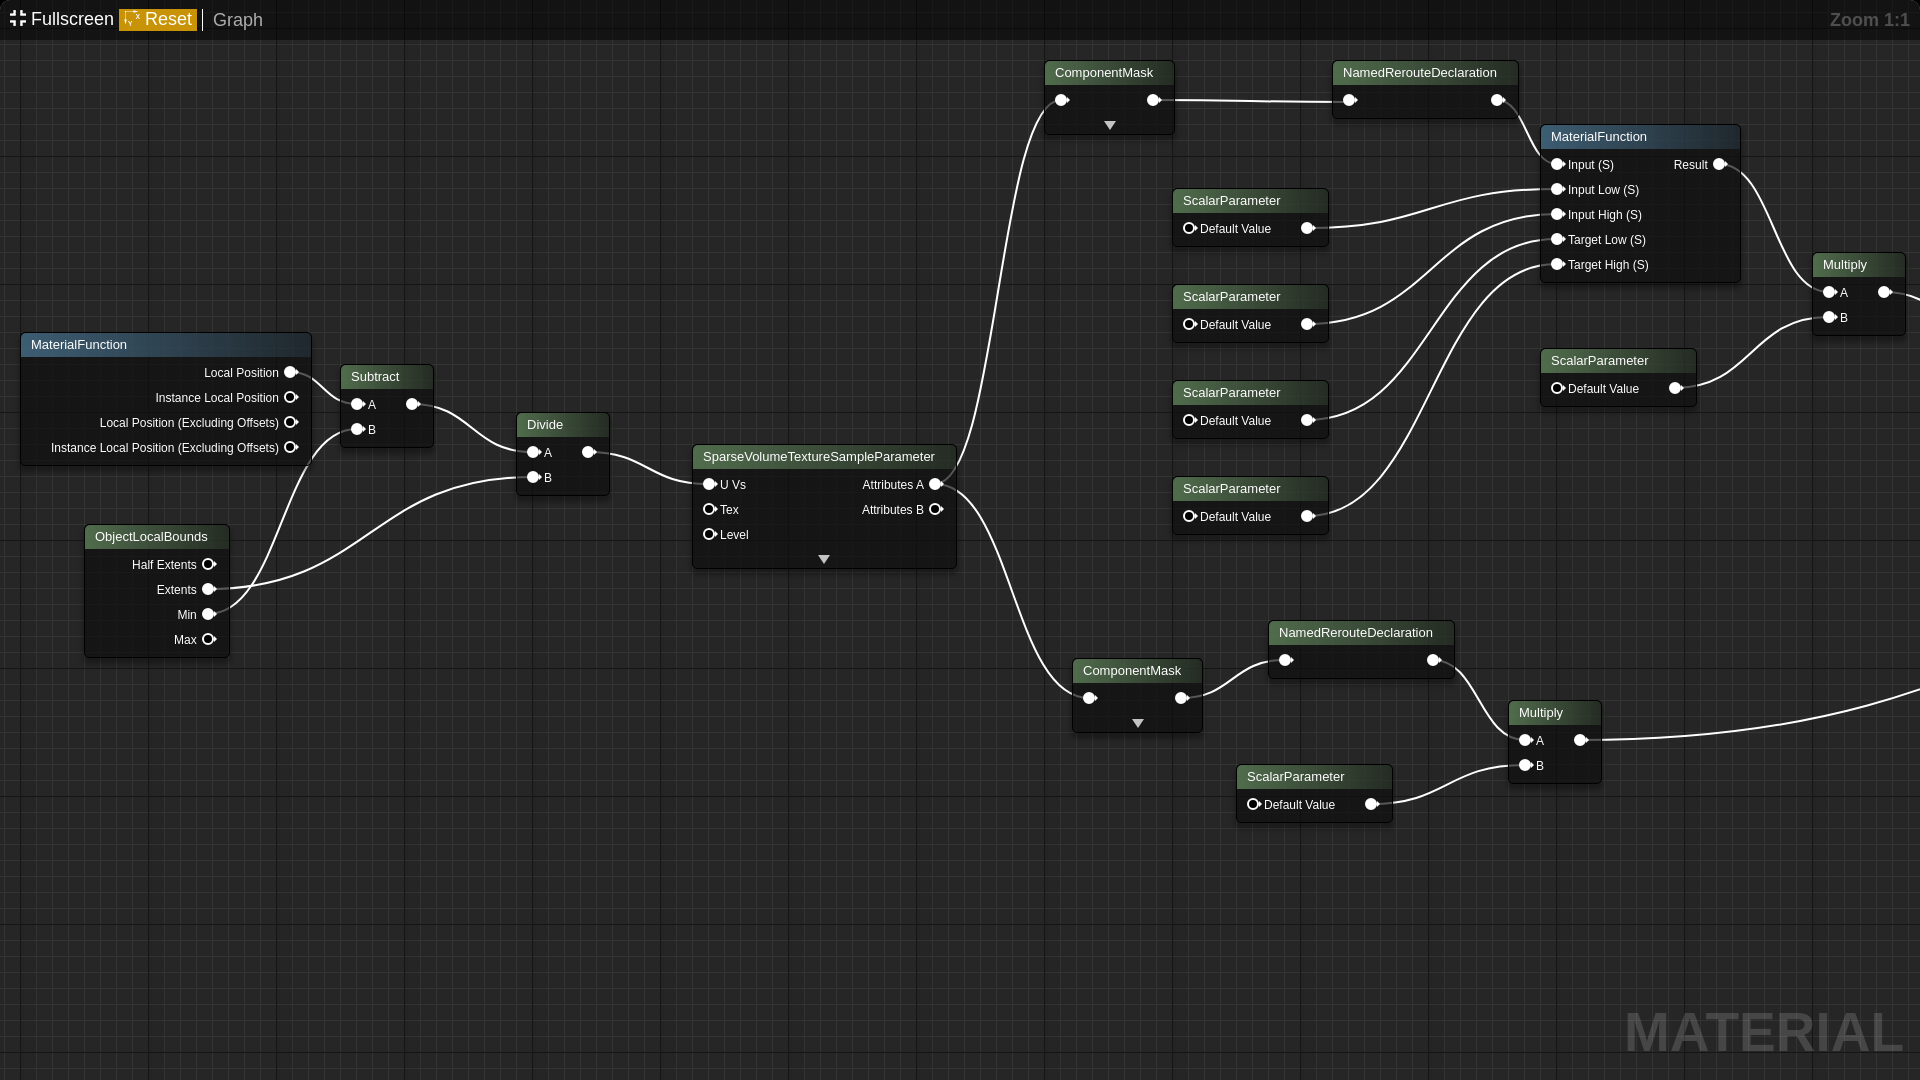 Fullscreen Reset Graph
Zoom 1:1
ComponentMask
NamedRerouteDeclaration
MaterialFunction
Input (S) Result
Input Low (S)
Input High (S)
Target Low (S)
Target High (S)
ScalarParameter
Default Value
ScalarParameter
Default Value
ScalarParameter
Default Value
ScalarParameter
Default Value
Multiply
A
B
ScalarParameter
Default Value
MaterialFunction
Local Position
Instance Local Position
Local Position (Excluding Offsets)
Instance Local Position (Excluding Offsets)
Subtract
A
B
Divide
A
B
ObjectLocalBounds
Half Extents
Extents
Min
Max
SparseVolumeTextureSampleParameter
U Vs Attributes A
Tex Attributes B
Level
ComponentMask
NamedRerouteDeclaration
Multiply
A
B
ScalarParameter
Default Value
MATERIAL